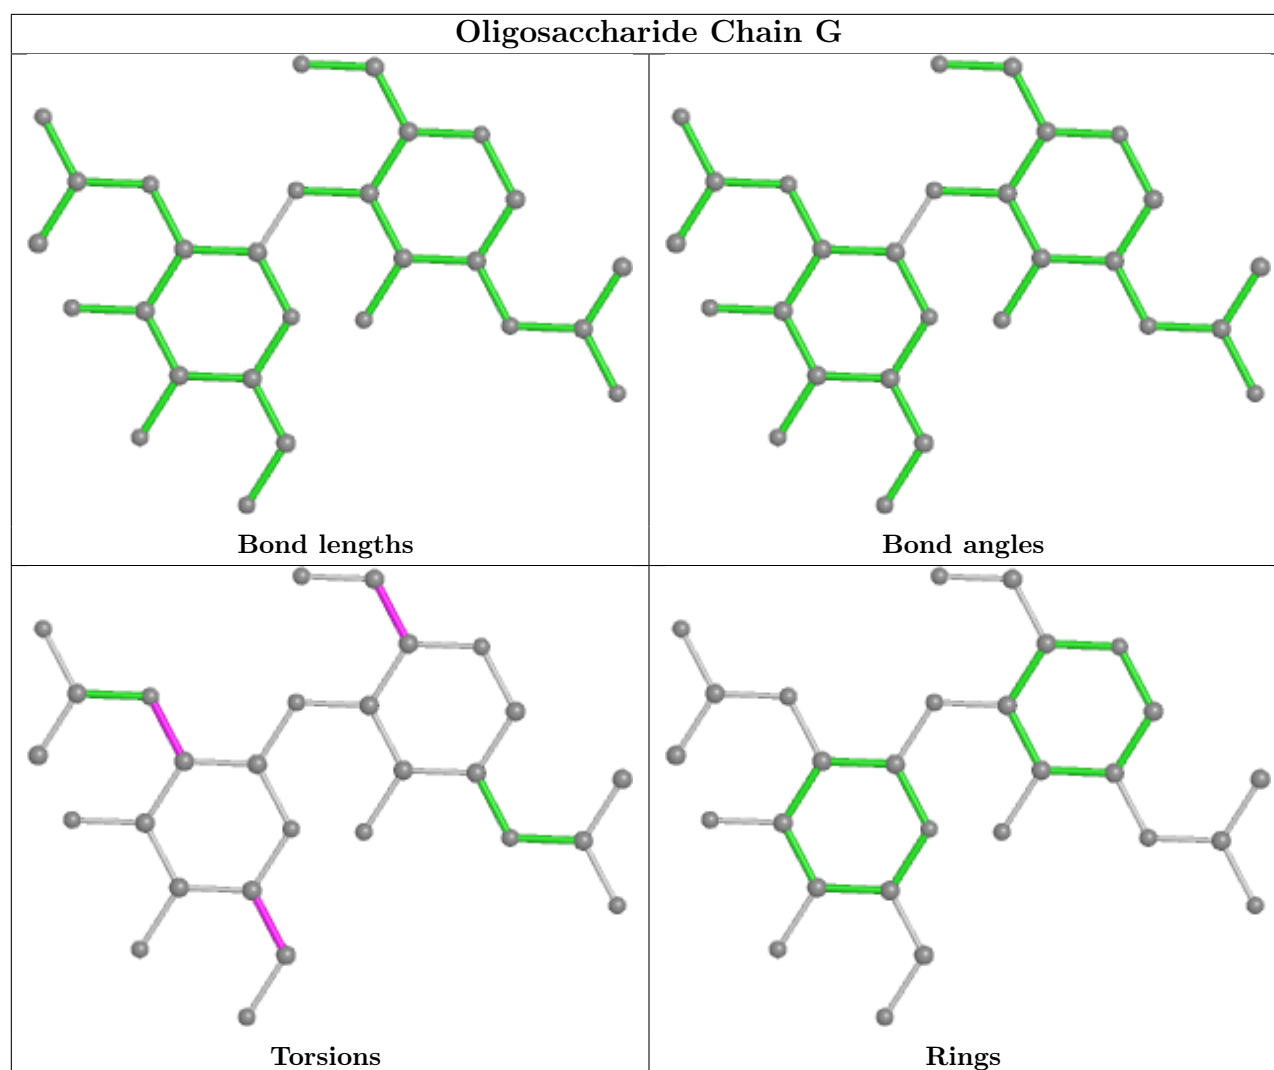 Oligosaccharide Chain G
Bond lengths
Bond angles
Torsions
Rings